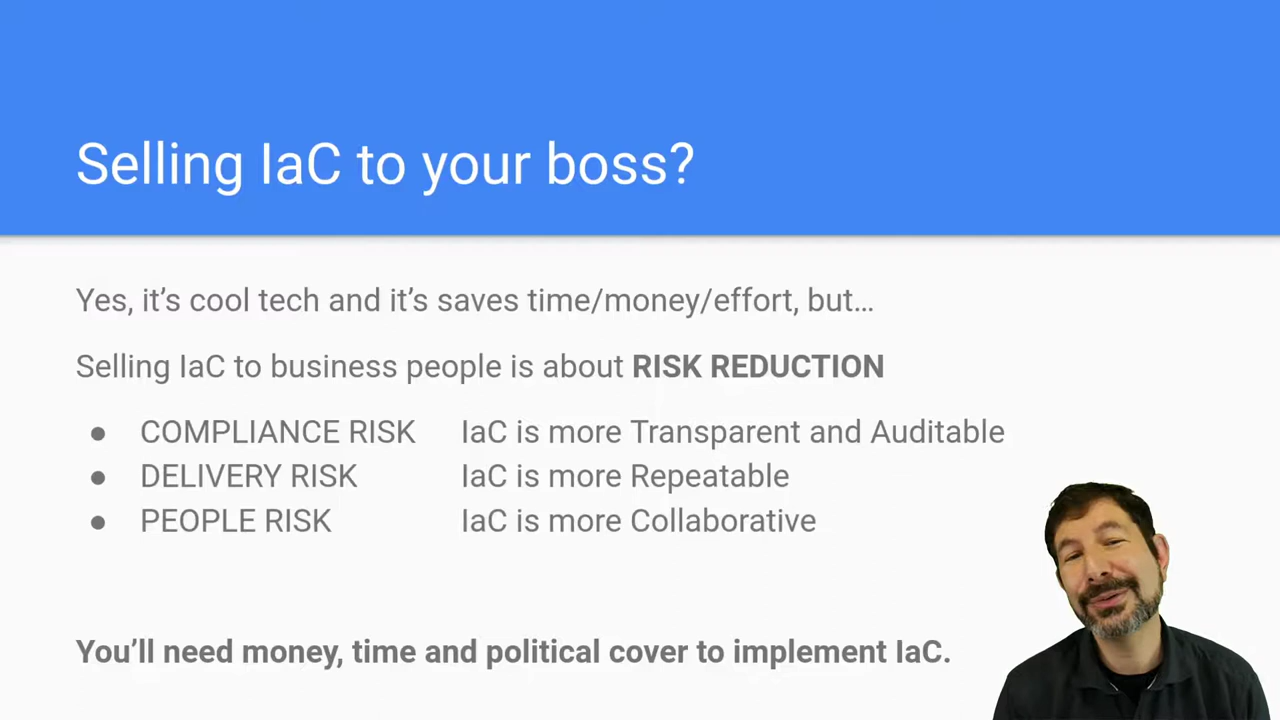 Selling IaC to your boss?
Yes, it’s cool tech and it’s saves time/money/effort, but…
Selling IaC to business people is about RISK REDUCTION
● COMPLIANCE RISK IaC is more Transparent and Auditable
● DELIVERY RISK IaC is more Repeatable
● PEOPLE RISK IaC is more Collaborative
You’ll need money, time and political cover to implement IaC.